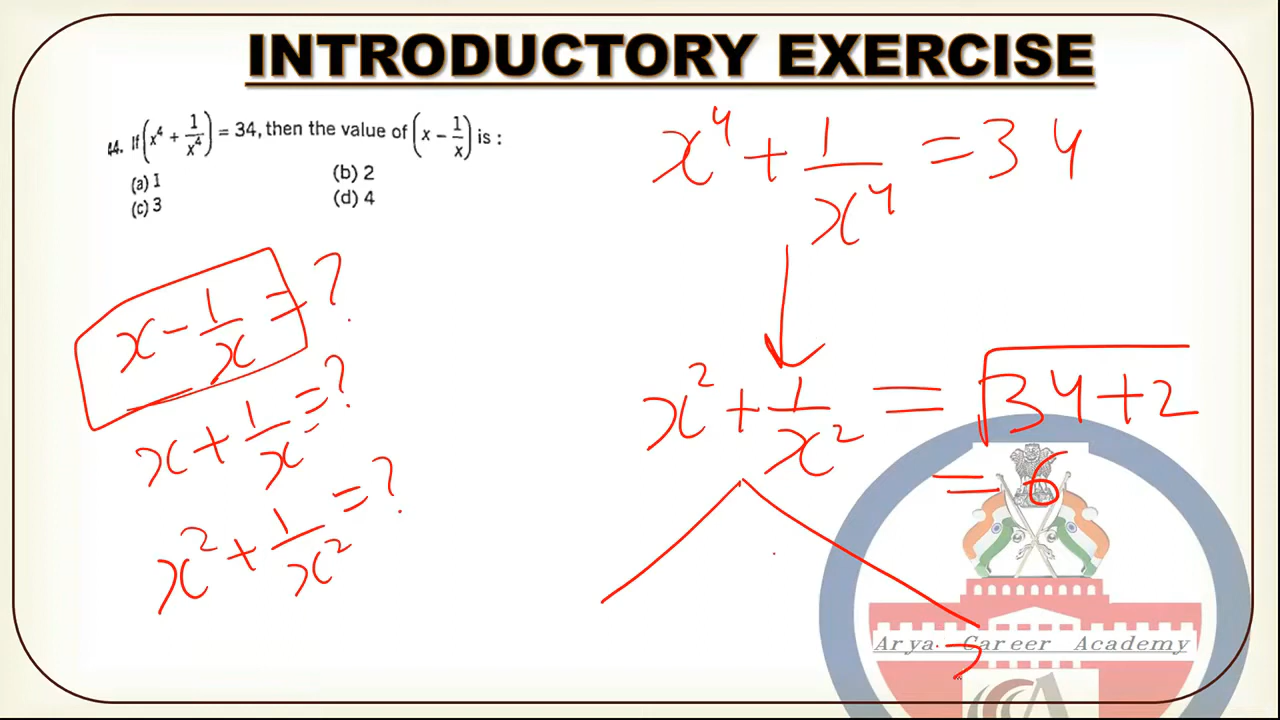 INTRODUCTORY EXERCISE
44. If (x⁴ + 1/x⁴) = 34, then the value of (x − 1/x) is :
(a) 1 (b) 2
(c) 3 (d) 4
x⁴ + 1/x⁴ = 34
x − 1/x = ?
x + 1/x = ?
x² + 1/x² = ?
x² + 1/x² = √34+2
= 6
Arya Career Academy